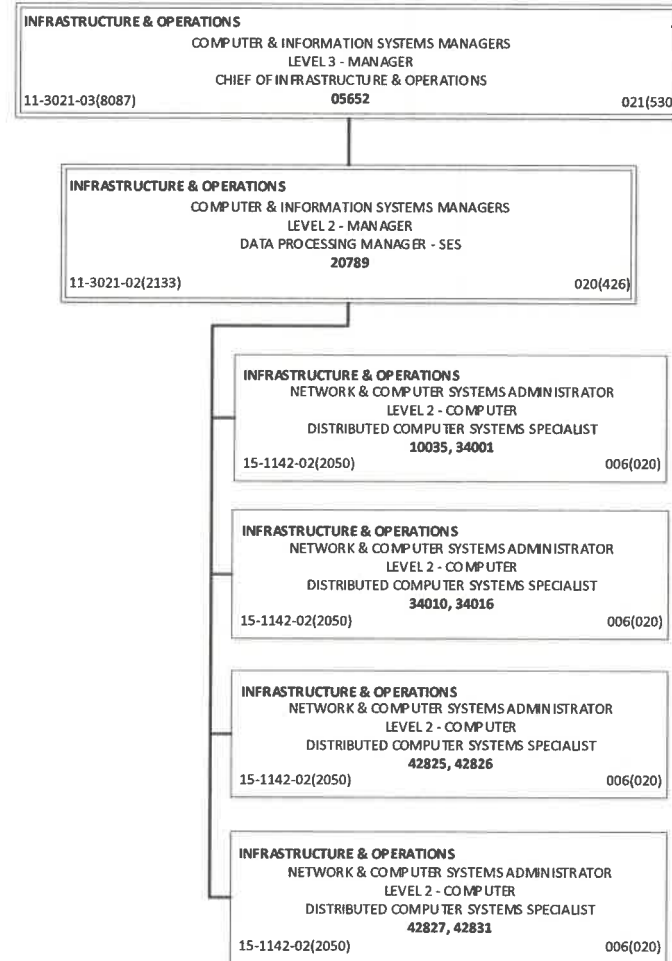 INFRASTRUCTURE & OPERATIONS
COMPUTER & INFORMATION SYSTEMS MANAGERS
LEVEL 3 - MANAGER
CHIEF OF INFRASTRUCTURE & OPERATIONS
05652
11-3021-03(8087) 021(530
INFRASTRUCTURE & OPERATIONS
COMPUTER & INFORMATION SYSTEMS MANAGERS
LEVEL 2 - MANAGER
DATA PROCESSING MANAGER - SES
20789
11-3021-02(2133) 020(426)
INFRASTRUCTURE & OPERATIONS
NETWORK & COMPUTER SYSTEMS ADMINISTRATOR
LEVEL 2 - COMPUTER
DISTRIBUTED COMPUTER SYSTEMS SPECIALIST
10035, 34001
15-1142-02(2050) 006(020)
INFRASTRUCTURE & OPERATIONS
NETWORK & COMPUTER SYSTEMS ADMINISTRATOR
LEVEL 2 - COMPUTER
DISTRIBUTED COMPUTER SYSTEMS SPECIALIST
34010, 34016
15-1142-02(2050) 006(020)
INFRASTRUCTURE & OPERATIONS
NETWORK & COMPUTER SYSTEMS ADMINISTRATOR
LEVEL 2 - COMPUTER
DISTRIBUTED COMPUTER SYSTEMS SPECIALIST
42825, 42826
15-1142-02(2050) 006(020)
INFRASTRUCTURE & OPERATIONS
NETWORK & COMPUTER SYSTEMS ADMINISTRATOR
LEVEL 2 - COMPUTER
DISTRIBUTED COMPUTER SYSTEMS SPECIALIST
42827, 42831
15-1142-02(2050) 006(020)